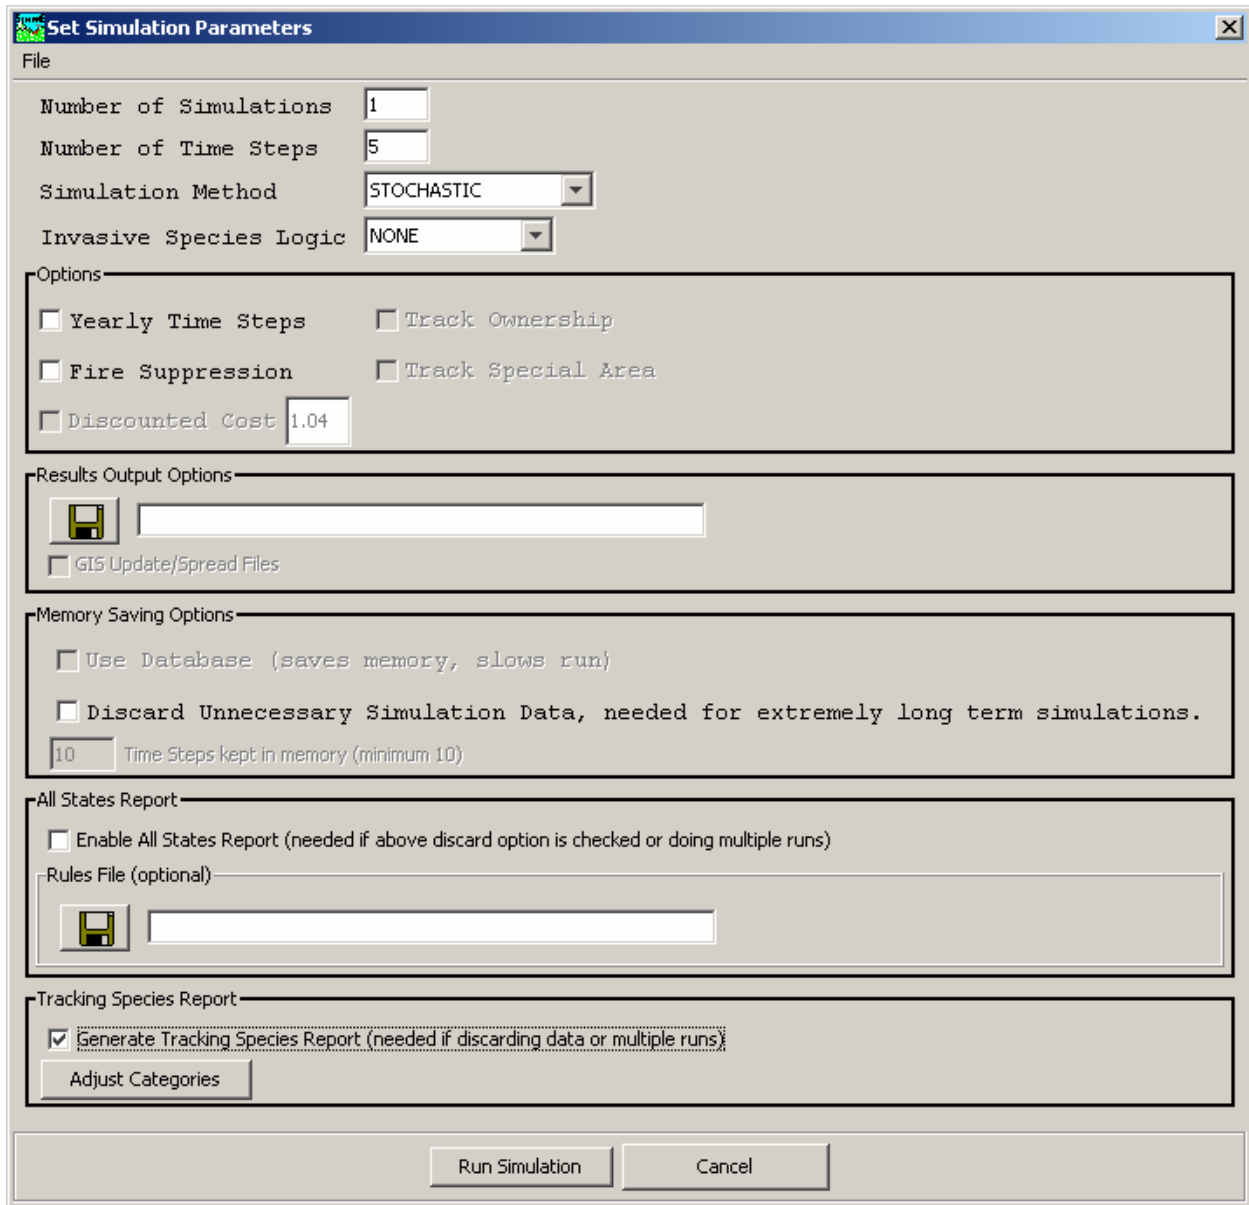 Set Simulation Parameters
File
Number of Simulations 1
Number of Time Steps 5
Simulation Method STOCHASTIC
Invasive Species Logic NONE
Options
Yearly Time Steps Track Ownership
Fire Suppression Track Special Area
Discounted Cost 1.04
Results Output Options
GIS Update/Spread Files
Memory Saving Options
Use Database (saves memory, slows run)
Discard Unnecessary Simulation Data, needed for extremely long term simulations.
10 Time Steps kept in memory (minimum 10)
All States Report
Enable All States Report (needed if above discard option is checked or doing multiple runs)
Rules File (optional)
Tracking Species Report
Generate Tracking Species Report (needed if discarding data or multiple runs)
Adjust Categories
Run Simulation Cancel